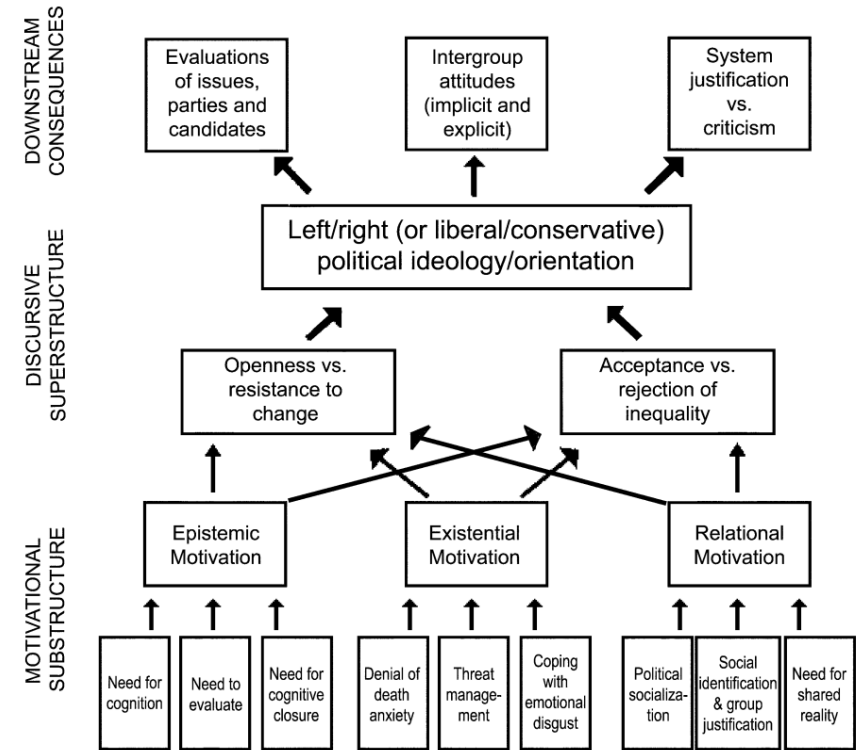 DOWNSTREAM
CONSEQUENCES
Evaluations
of issues,
parties and
candidates
Intergroup
attitudes
(implicit and
explicit)
System
justification
vs.
criticism
DISCURSIVE
SUPERSTRUCTURE
Left/right (or liberal/conservative)
political ideology/orientation
Openness vs.
resistance to
change
Acceptance vs.
rejection of
inequality
MOTIVATIONAL
SUBSTRUCTURE
Epistemic
Motivation
Existential
Motivation
Relational
Motivation
Need for
cognition
Need to
evaluate
Need for
cognitive
closure
Denial of
death
anxiety
Threat
manage-
ment
Coping
with
emotional
disgust
Political
socializa-
tion
Social
identification
& group
justification
Need for
shared
reality